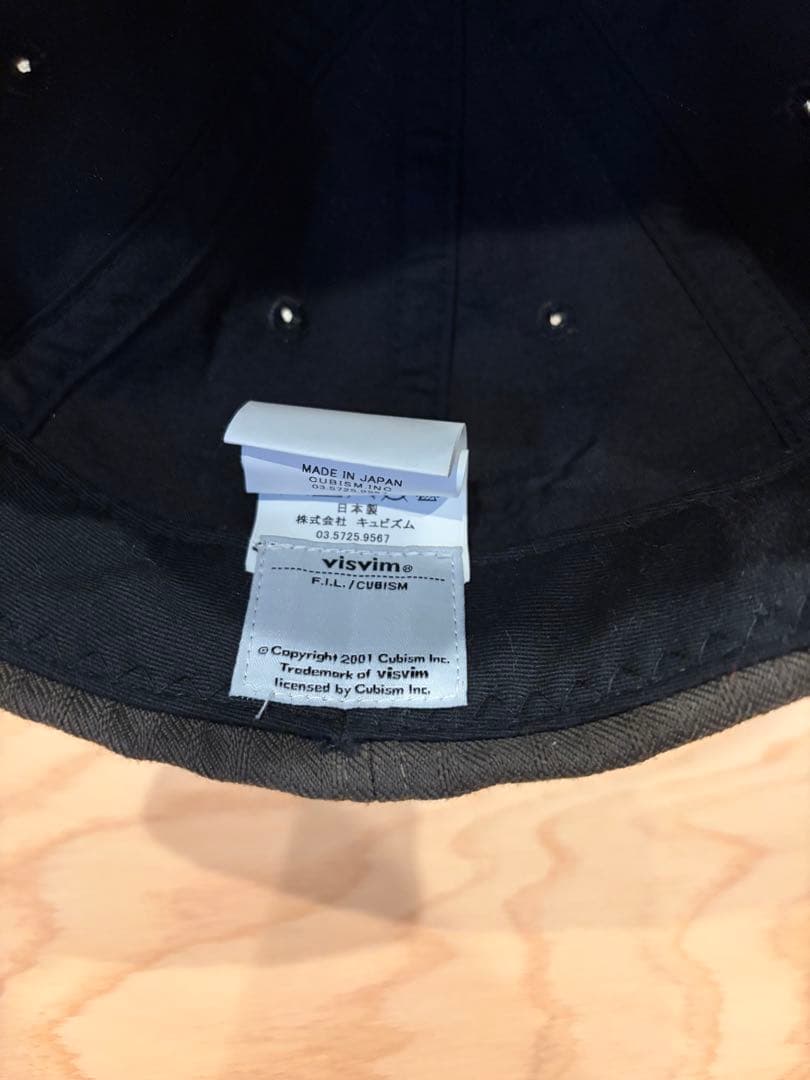 MADE IN JAPAN
CUBISM.INC
日本製
株式会社 キュビズム
03.5725.9567
visvim®
F.I.L./CUBISM
©Copyright 2001 Cubism Inc.
Trademark of visvim
licensed by Cubism Inc.